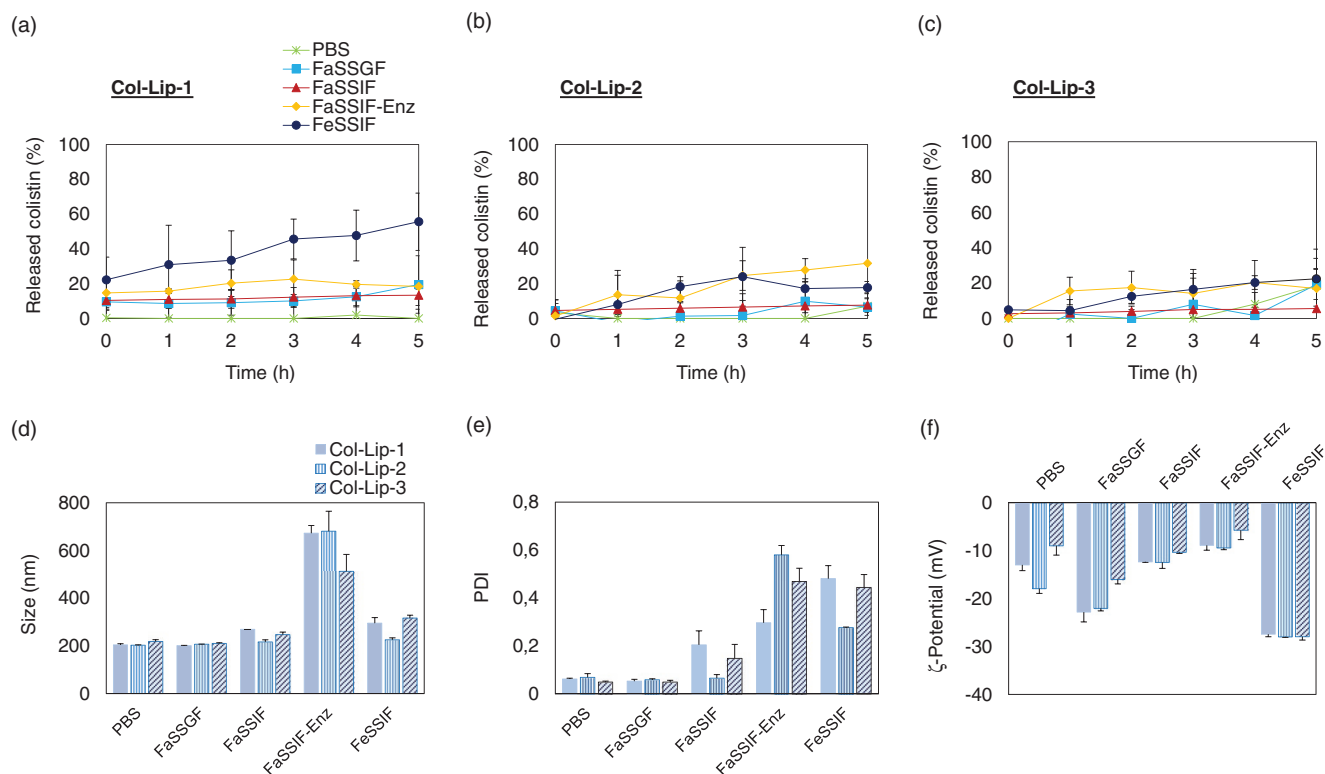 (a)
PBS
FaSSGF
FaSSIF
FaSSIF-Enz
FeSSIF
Col-Lip-1
Released colistin (%)
100
80
60
40
20
0
0 1 2 3 4 5
Time (h)
(b)
Col-Lip-2
Released colistin (%)
100
80
60
40
20
0
0 1 2 3 4 5
Time (h)
(c)
Col-Lip-3
Released colistin (%)
100
80
60
40
20
0
0 1 2 3 4 5
Time (h)
(d)
Col-Lip-1
Col-Lip-2
Col-Lip-3
Size (nm)
800
600
400
200
0
PBS
FaSSGF
FaSSIF
FaSSIF-Enz
FeSSIF
(e)
PDI
0,8
0,6
0,4
0,2
0
PBS
FaSSGF
FaSSIF
FaSSIF-Enz
FeSSIF
(f)
PBS
FaSSGF
FaSSIF
FaSSIF-Enz
FeSSIF
ζ-Potential (mV)
0
-10
-20
-30
-40